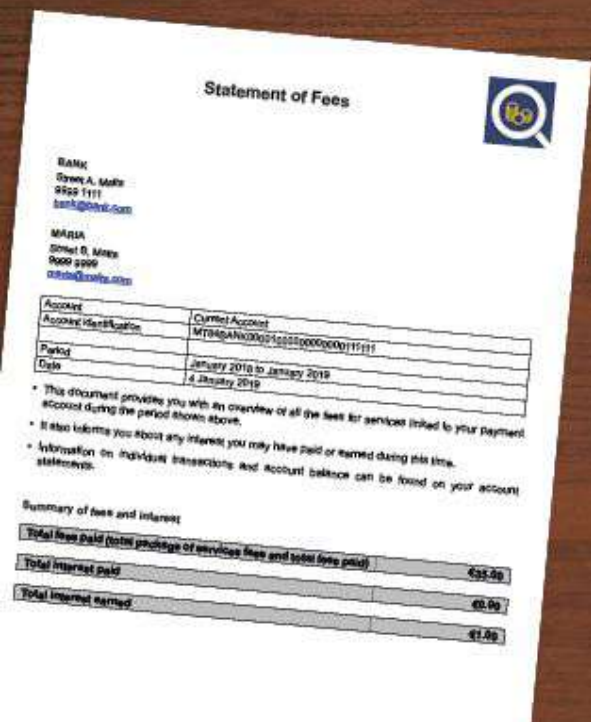 Statement of Fees
BANK
Street A, Malta
9999 1111
bank@bank.com
MARIA
Street B, Malta
9999 9999
maria@malta.com
Account Current Account
Account identification
Period January 2018 to January 2019
Date 4 January 2019
• This document provides you with an overview of all the fees for services linked to your payment
account during the period shown above.
• It also informs you about any interest you may have paid or earned during this time.
• Information on individual transactions and account balance can be found on your account
statements.
Summary of fees and interest
Total fees paid (total package of services fees and total fees paid) €35.00
Total interest paid €0.00
Total interest earned €1.00